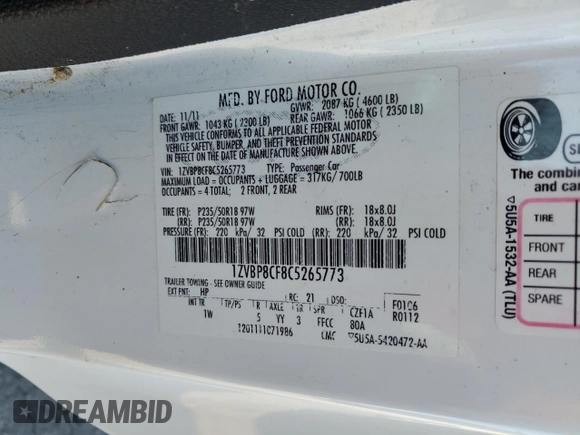 MFD. BY FORD MOTOR CO.
DATE: 11/11 GVWR: 2087 KG (4600 LB)
FRONT GAWR: 1043 KG (2300 LB) REAR GAWR: 1066 KG (2350 LB)
THIS VEHICLE CONFORMS TO ALL APPLICABLE FEDERAL MOTOR
VEHICLE SAFETY, BUMPER, AND THEFT PREVENTION STANDARDS
IN EFFECT ON THE DATE OF MANUFACTURE SHOWN ABOVE.
VIN: 1ZVBP8CF8C5265773 TYPE: Passenger Car
MAXIMUM LOAD = OCCUPANTS + LUGGAGE = 317KG/700LB
OCCUPANTS = 4 TOTAL: 2 FRONT, 2 REAR
TIRE (FR): P235/50R18 97W RIMS (FR): 18x8.0J
(RR): P235/50R18 97W (RR): 18x8.0J
PRESSURE (FR): 220 kPa/ 32 PSI COLD (RR): 220 kPa/ 32 PSI COLD
1ZVBP8CF8C5265773
TRAILER TOWING - SEE OWNER GUIDE
EXT PNT: HP RC: 21 DSO: F01C6
INT TR TP/PS R AXLE TR SPR CZF1A R0112
1W 5 YY 3 FFCC 80A
LMC ▽5U5A-5420472-AA
▽5U5A-1532-AA (TLU)
The combin
and ca
TIRE
FRONT
REAR
SPARE
DREAMBID